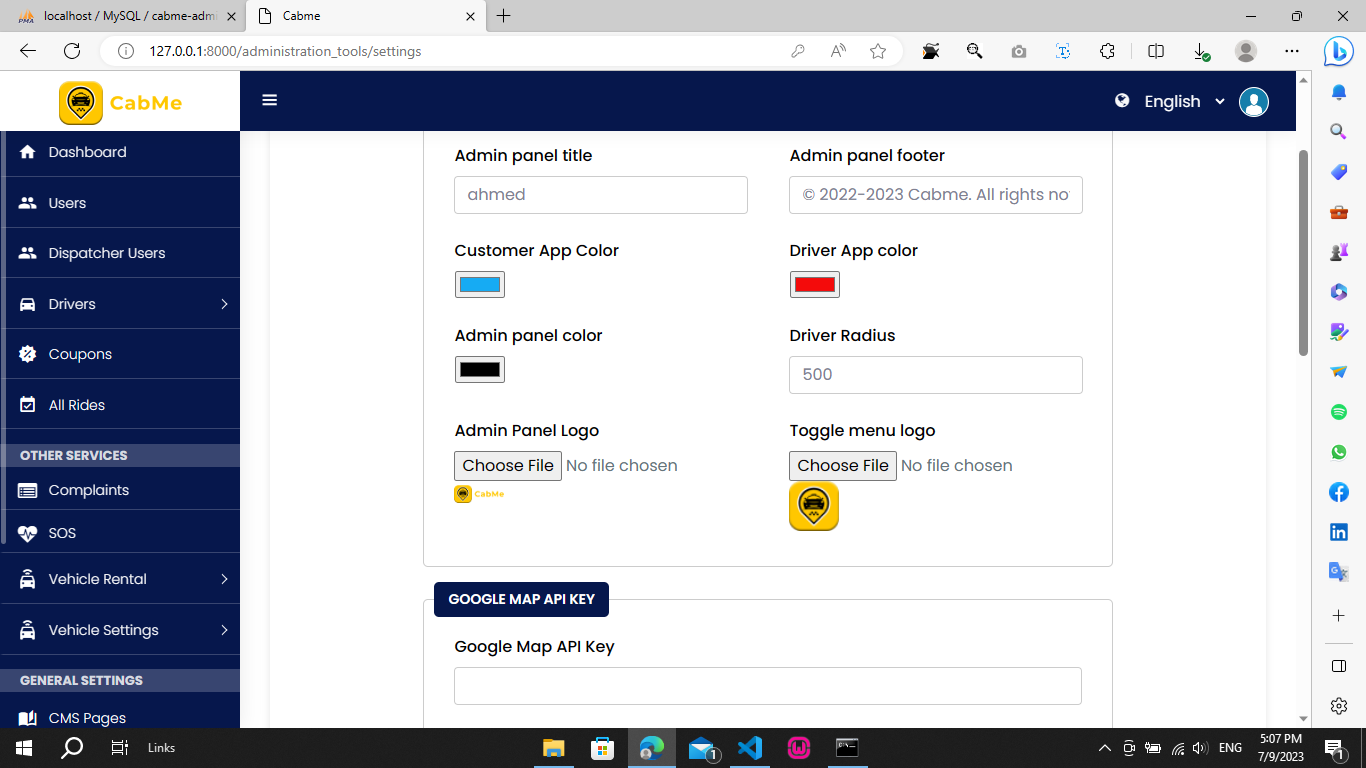 localhost / MySQL / cabme-adm
Cabme
127.0.0.1:8000/administration_tools/settings
CabMe
English
Dashboard
Users
Dispatcher Users
Drivers
Coupons
All Rides
OTHER SERVICES
Complaints
SOS
Vehicle Rental
Vehicle Settings
GENERAL SETTINGS
CMS Pages
Admin panel title
Admin panel footer
ahmed
© 2022-2023 Cabme. All rights no
Customer App Color
Driver App color
Admin panel color
Driver Radius
500
Admin Panel Logo
Toggle menu logo
Choose File No file chosen
Choose File No file chosen
CabMe
GOOGLE MAP API KEY
Google Map API Key
Links
1
ENG
5:07 PM
7/9/2023
1